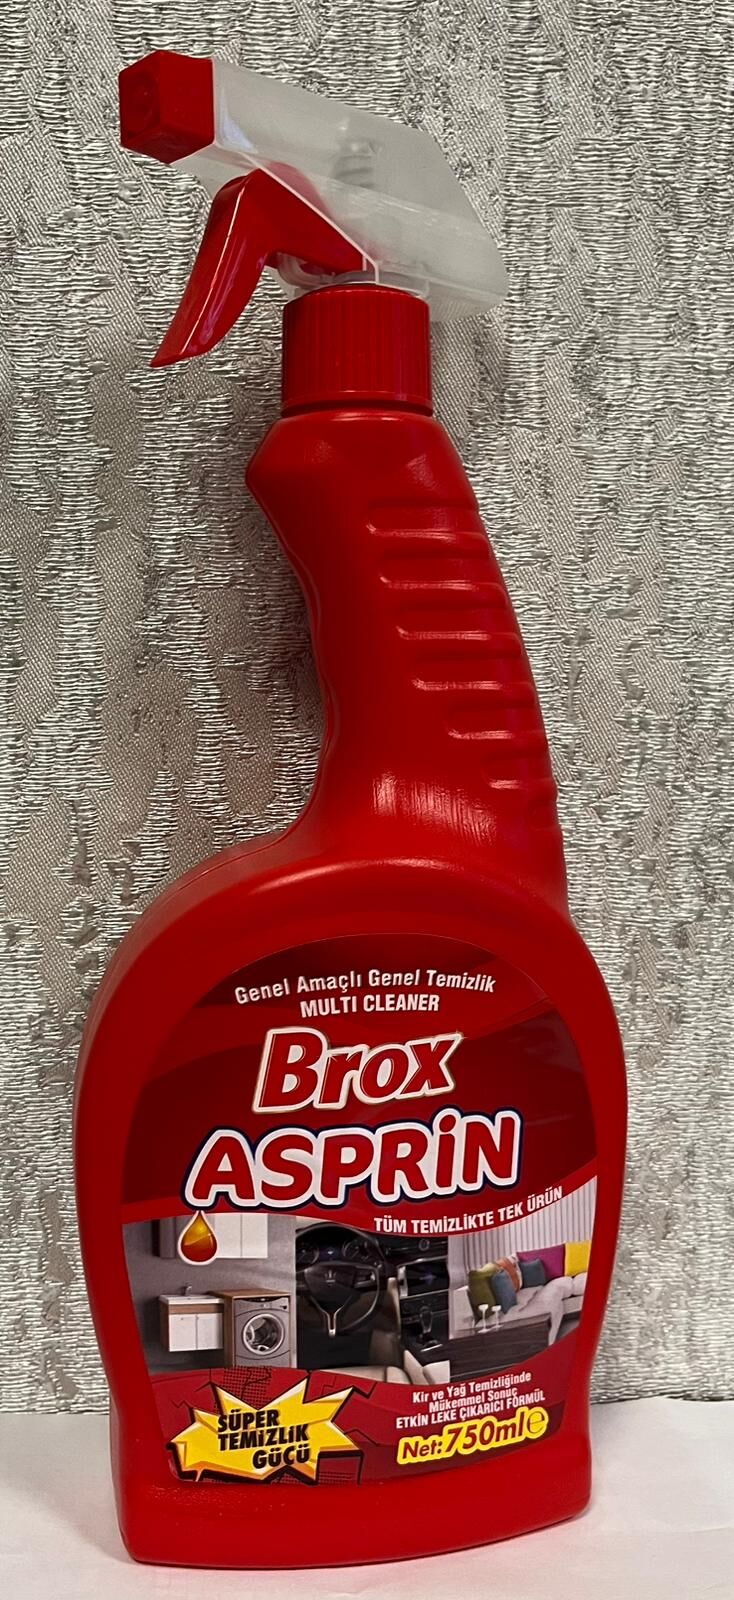 Genel Amaçlı Genel Temizlik
MULTI CLEANER
Brox
ASPRİN
TÜM TEMİZLİKTE TEK ÜRÜN
SÜPER
TEMİZLİK
GÜCÜ
Kir ve Yağ Temizliğinde
Mükemmel Sonuç
ETKİN LEKE ÇIKARICI FORMÜL
Net:750ml℮